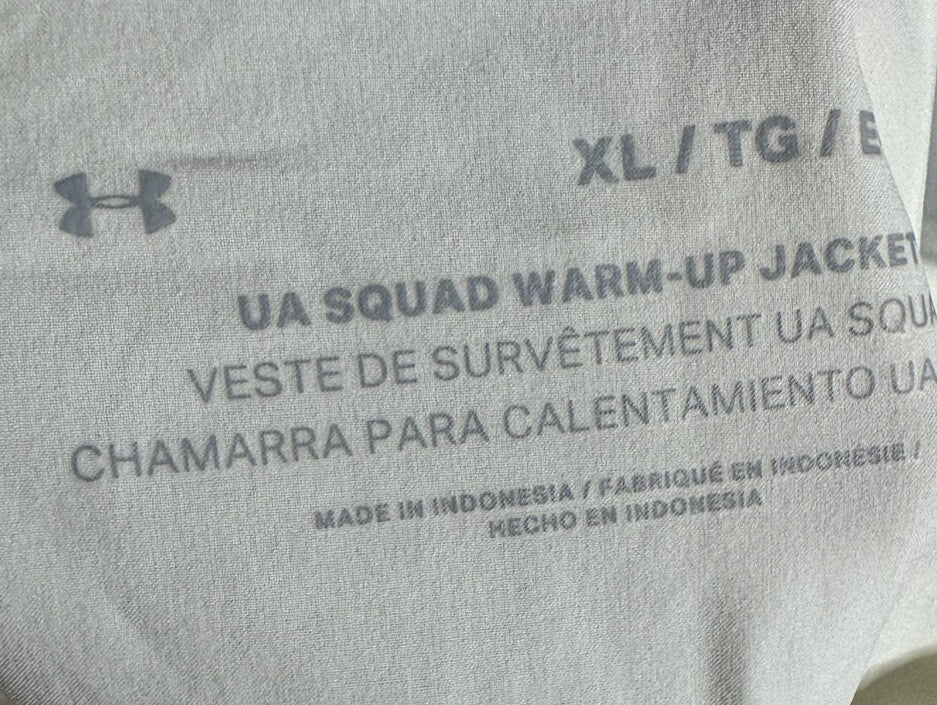 XL / TG / E
UA SQUAD WARM-UP JACKET
VESTE DE SURVÊTEMENT UA
CHAMARRA PARA CALENTAMIENTO UA
MADE IN INDONESIA / FABRIQUÉ EN INDONÉSIE /
HECHO EN INDONESIA